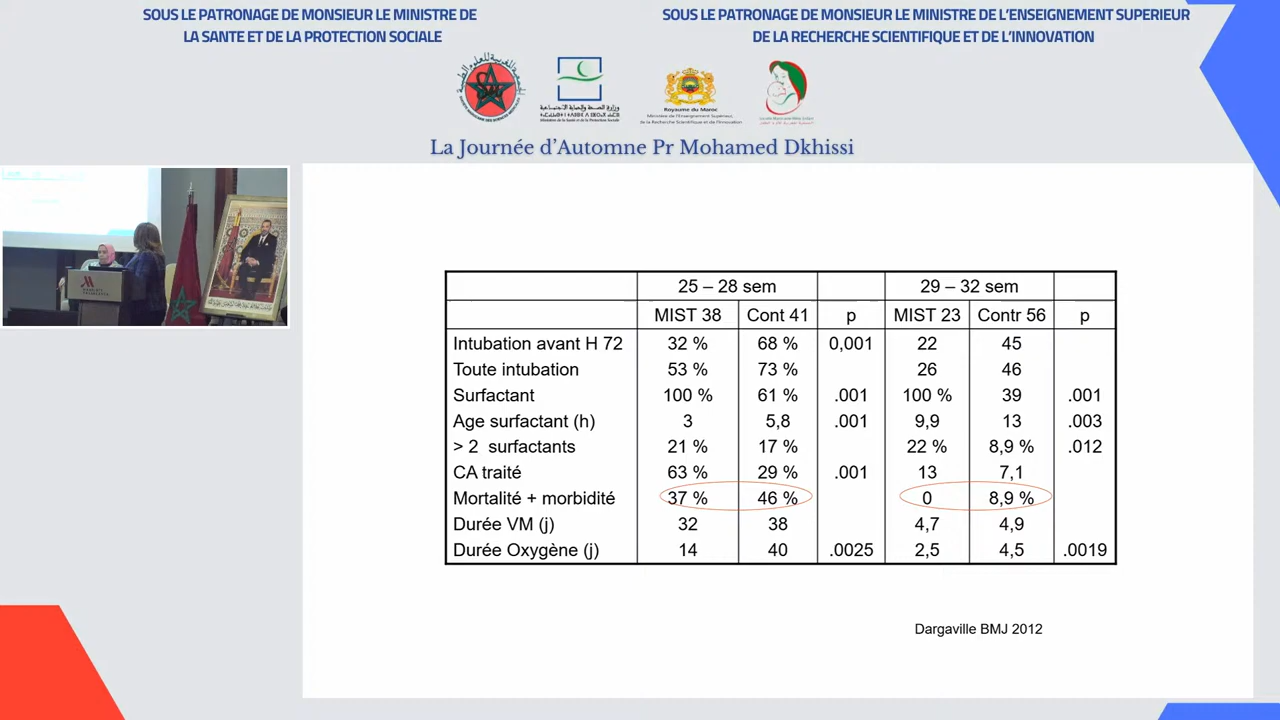 SOUS LE PATRONAGE DE MONSIEUR LE MINISTRE DE
LA SANTE ET DE LA PROTECTION SOCIALE
SOUS LE PATRONAGE DE MONSIEUR LE MINISTRE DE L'ENSEIGNEMENT SUPERIEUR
DE LA RECHERCHE SCIENTIFIQUE ET DE L'INNOVATION
Royaume du Maroc
La Journée d'Automne Pr Mohamed Dkhissi
25 – 28 sem 29 – 32 sem
MIST 38 Cont 41 p MIST 23 Contr 56 p
Intubation avant H 72 32 % 68 % 0,001 22 45
Toute intubation 53 % 73 % 26 46
Surfactant 100 % 61 % .001 100 % 39 .001
Age surfactant (h) 3 5,8 .001 9,9 13 .003
> 2 surfactants 21 % 17 % 22 % 8,9 % .012
CA traité 63 % 29 % .001 13 7,1
Mortalité + morbidité 37 % 46 % 0 8,9 %
Durée VM (j) 32 38 4,7 4,9
Durée Oxygène (j) 14 40 .0025 2,5 4,5 .0019
Dargaville BMJ 2012